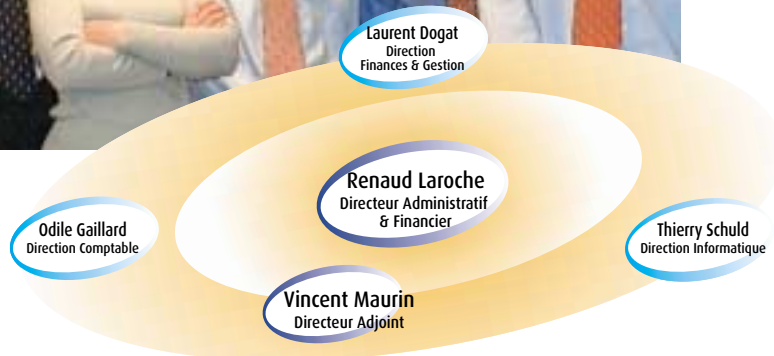 Laurent Dogat
Direction
Finances & Gestion
Renaud Laroche
Directeur Administratif
& Financier
Odile Gaillard
Direction Comptable
Thierry Schuld
Direction Informatique
Vincent Maurin
Directeur Adjoint